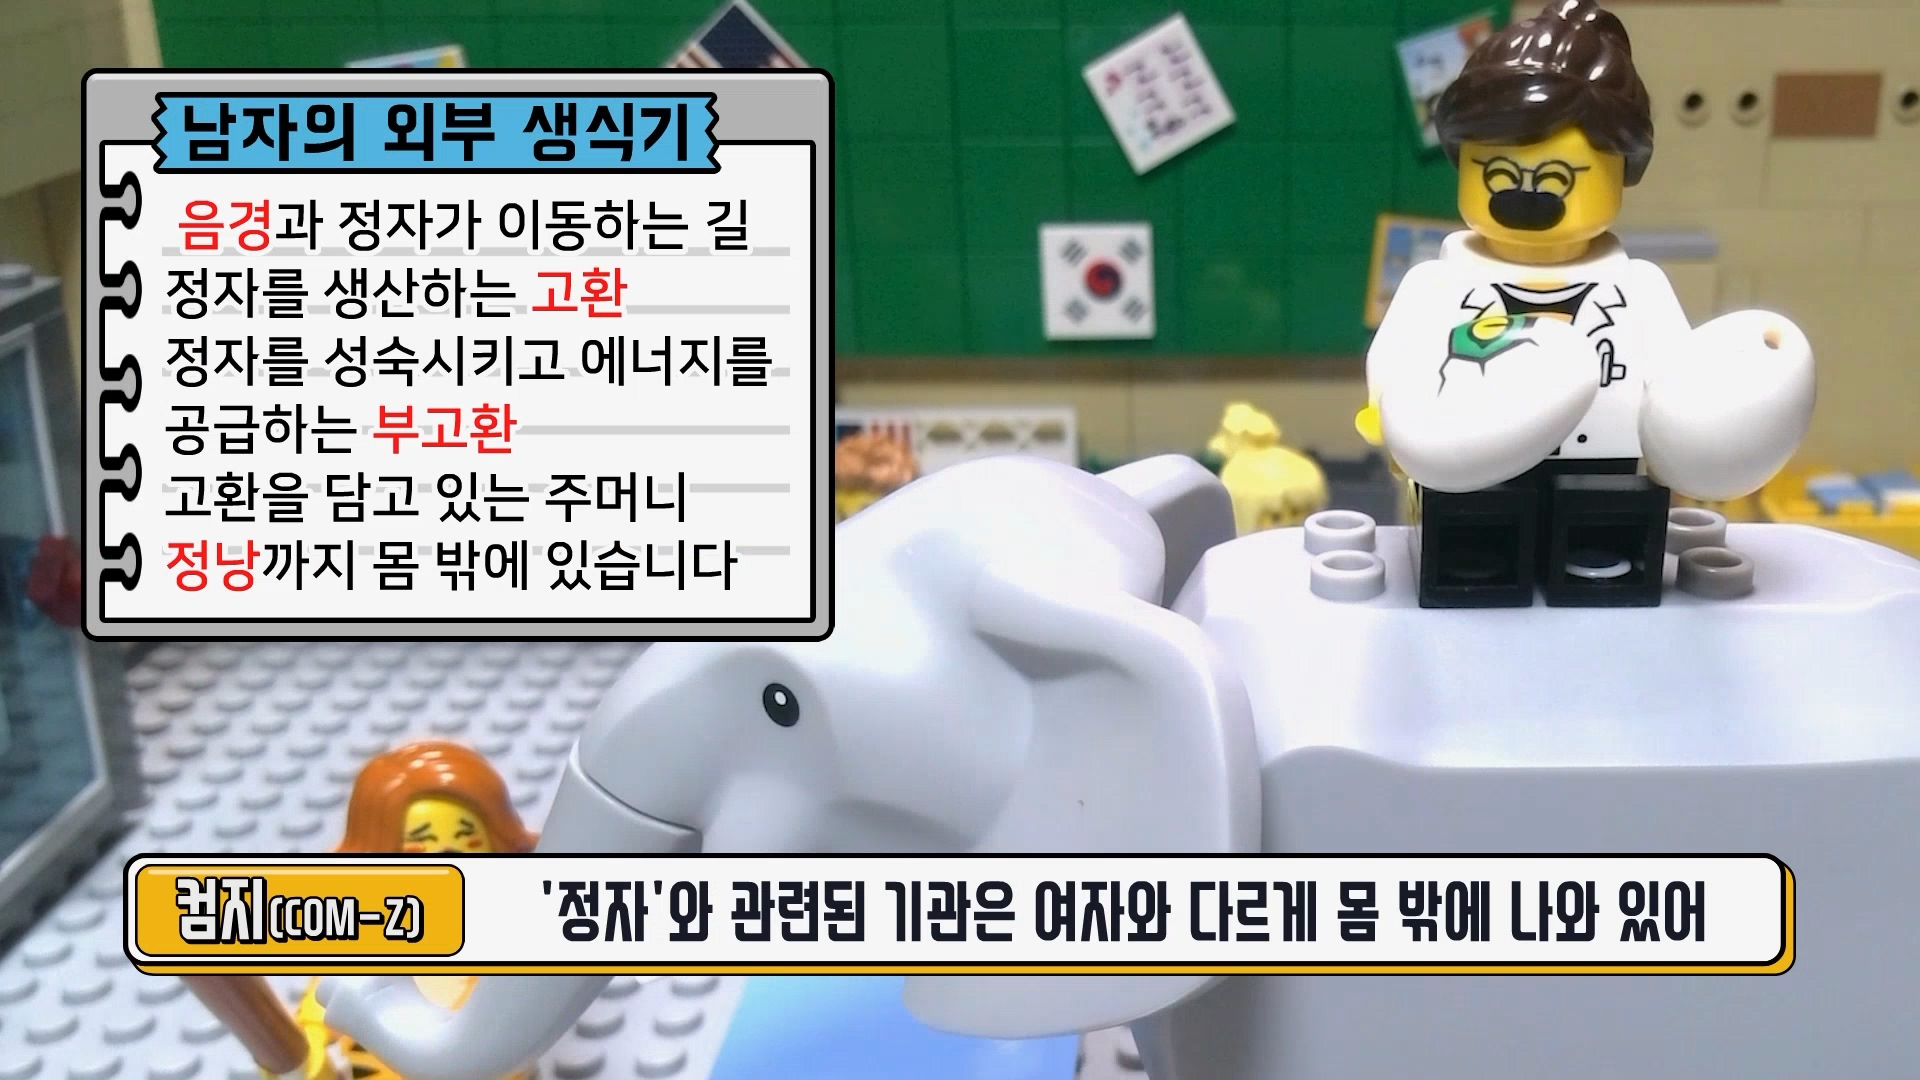 남자의 외부 생식기
음경과 정자가 이동하는 길
정자를 생산하는 고환
정자를 성숙시키고 에너지를
공급하는 부고환
고환을 담고 있는 주머니
정낭까지 몸 밖에 있습니다
컴지(COM-Z)
'정자'와 관련된 기관은 여자와 다르게 몸 밖에 나와 있어